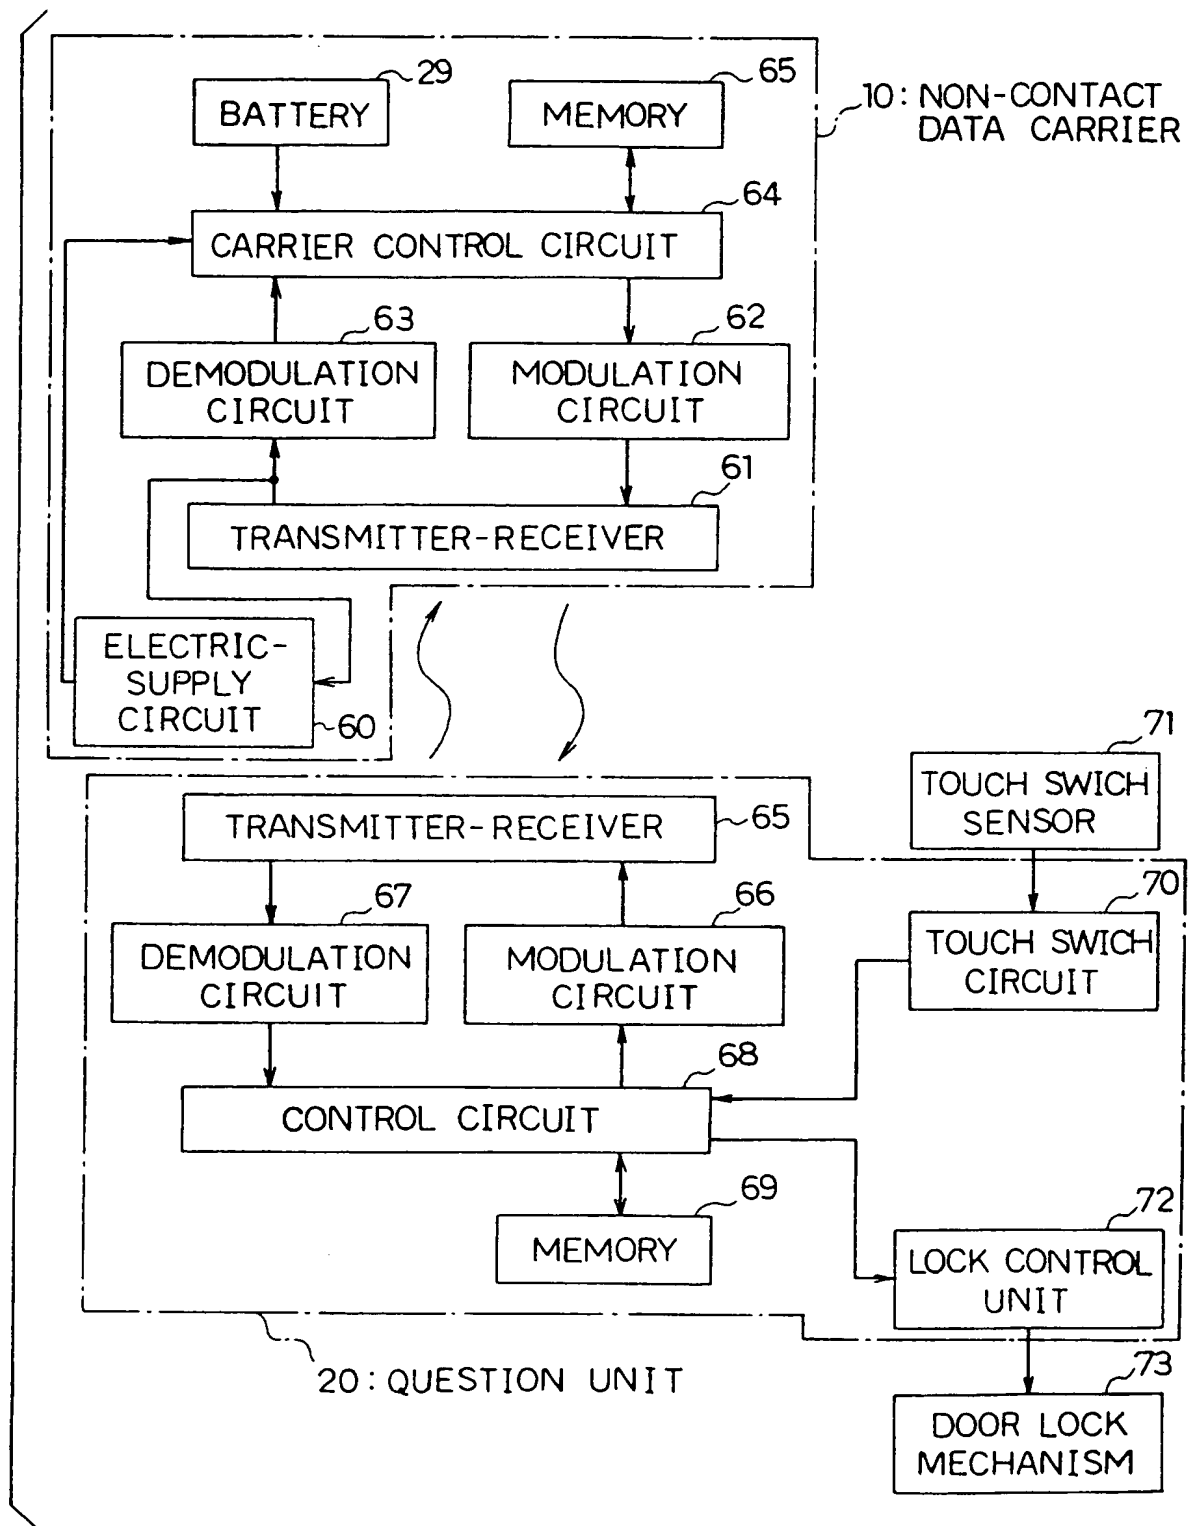 29
65
BATTERY
MEMORY
10: NON-CONTACT
DATA CARRIER
64
CARRIER CONTROL CIRCUIT
63
62
DEMODULATION
CIRCUIT
MODULATION
CIRCUIT
61
TRANSMITTER-RECEIVER
ELECTRIC-
SUPPLY
CIRCUIT
60
71
TOUCH SWICH
SENSOR
TRANSMITTER-RECEIVER
65
67
66
70
DEMODULATION
CIRCUIT
MODULATION
CIRCUIT
TOUCH SWICH
CIRCUIT
68
CONTROL CIRCUIT
69
MEMORY
72
LOCK CONTROL
UNIT
20: QUESTION UNIT
73
DOOR LOCK
MECHANISM